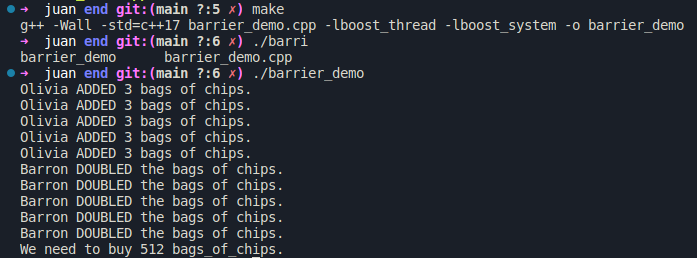 ➜ juan end git:(main ?:5 ✗) make
g++ -Wall -std=c++17 barrier_demo.cpp -lboost_thread -lboost_system -o barrier_demo
➜ juan end git:(main ?:6 ✗) ./barri
barrier_demo barrier_demo.cpp
➜ juan end git:(main ?:6 ✗) ./barrier_demo
Olivia ADDED 3 bags of chips.
Olivia ADDED 3 bags of chips.
Olivia ADDED 3 bags of chips.
Olivia ADDED 3 bags of chips.
Olivia ADDED 3 bags of chips.
Barron DOUBLED the bags of chips.
Barron DOUBLED the bags of chips.
Barron DOUBLED the bags of chips.
Barron DOUBLED the bags of chips.
Barron DOUBLED the bags of chips.
We need to buy 512 bags_of_chips.